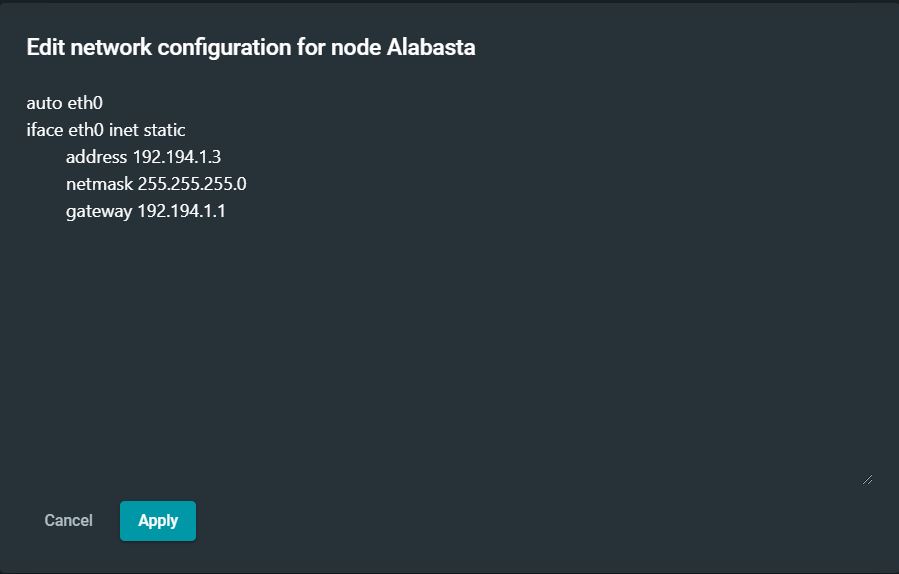 Edit network configuration for node Alabasta
auto eth0
iface eth0 inet static
address 192.194.1.3
netmask 255.255.255.0
gateway 192.194.1.1
Cancel
Apply